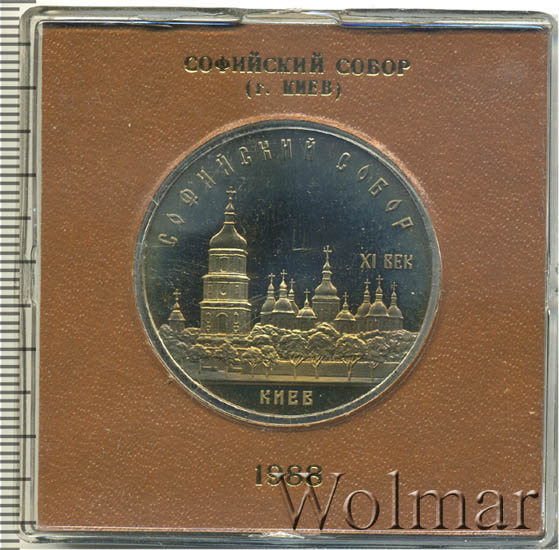 СОФИЙСКИЙ СОБОР
(г. КИЕВ)
СОФИЙСКИЙ СОБОР
XI ВЕК
КИЕВ
1988
Wolmar